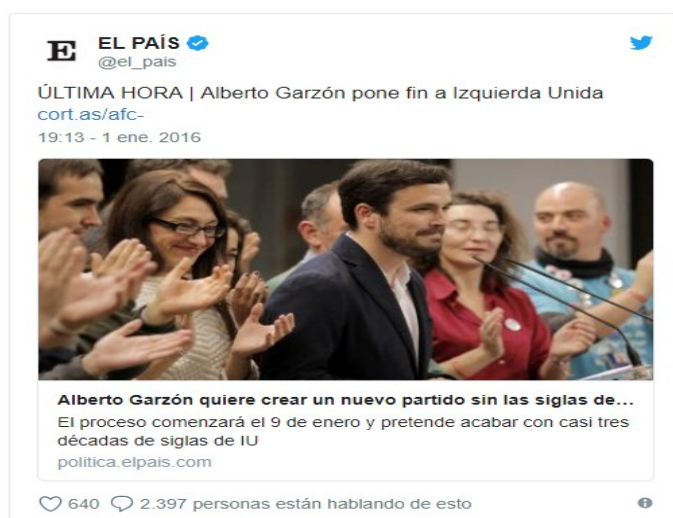 E
EL PAÍS
@el_pais
ÚLTIMA HORA | Alberto Garzón pone fin a Izquierda Unida
cort.as/afc-
19:13 - 1 ene. 2016
Alberto Garzón quiere crear un nuevo partido sin las siglas de...
El proceso comenzará el 9 de enero y pretende acabar con casi tres
décadas de siglas de IU
politica.elpais.com
640 2.397 personas están hablando de esto